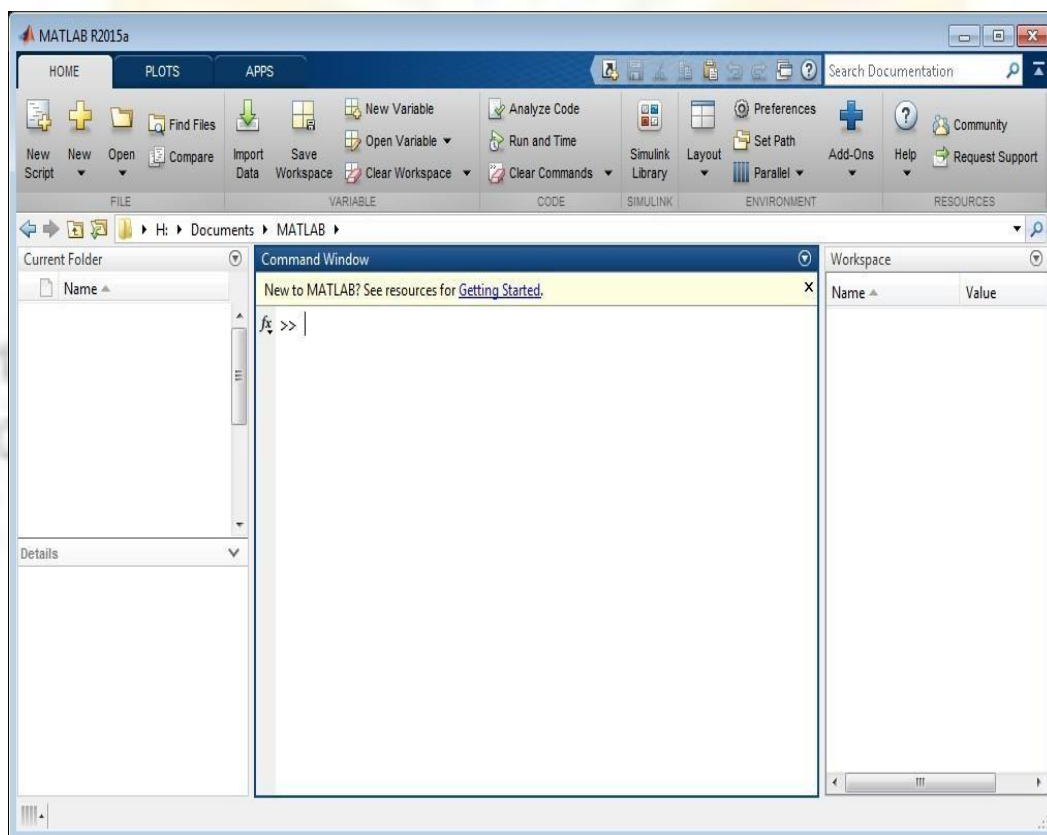 MATLAB R2015a
HOME PLOTS APPS
Search Documentation
New Script
New
Open
Find Files
Compare
FILE
Import Data
Save Workspace
New Variable
Open Variable
Clear Workspace
VARIABLE
Analyze Code
Run and Time
Clear Commands
CODE
Simulink Library
SIMULINK
Layout
Preferences
Set Path
Parallel
ENVIRONMENT
Add-Ons
Help
Community
Request Support
RESOURCES
H: Documents MATLAB
Current Folder
Name
Details
Command Window
New to MATLAB? See resources for Getting Started.
fx >>
Workspace
Name Value